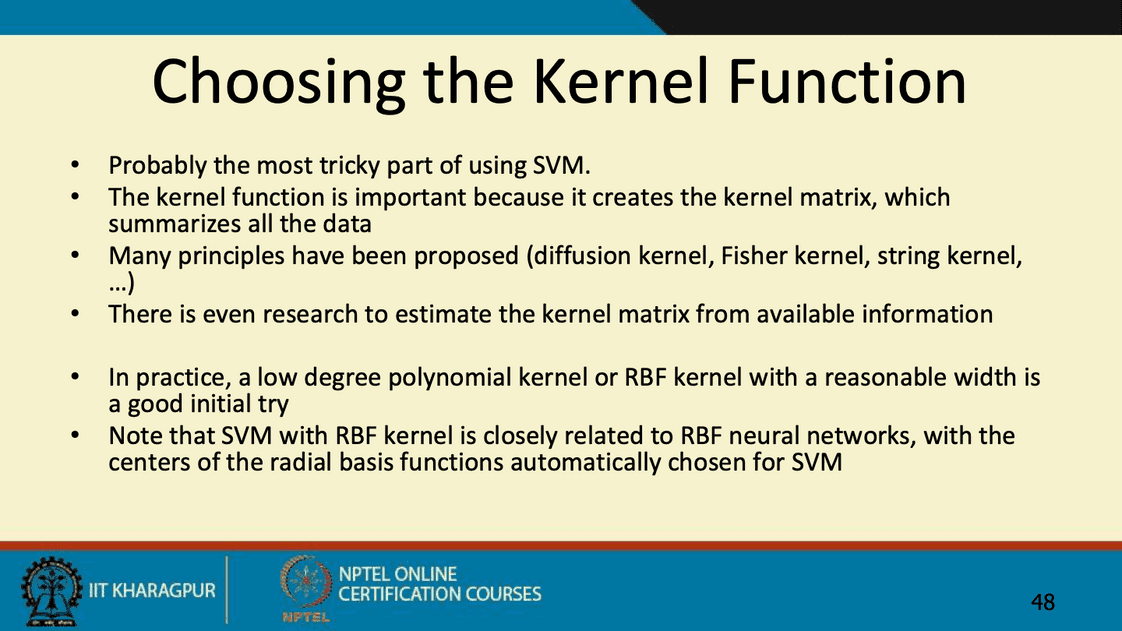 Choosing the Kernel Function
• Probably the most tricky part of using SVM.
• The kernel function is important because it creates the kernel matrix, which
summarizes all the data
• Many principles have been proposed (diffusion kernel, Fisher kernel, string kernel,
…)
• There is even research to estimate the kernel matrix from available information
• In practice, a low degree polynomial kernel or RBF kernel with a reasonable width is
a good initial try
• Note that SVM with RBF kernel is closely related to RBF neural networks, with the
centers of the radial basis functions automatically chosen for SVM
IIT KHARAGPUR
NPTEL
NPTEL ONLINE
CERTIFICATION COURSES
48